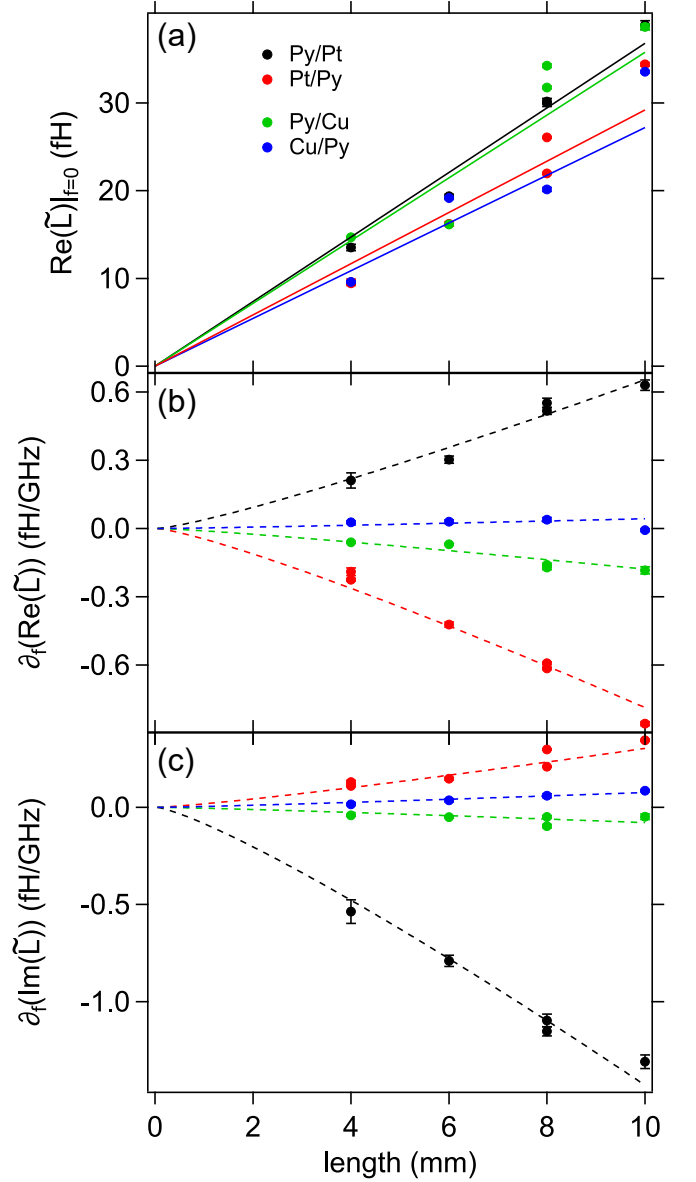 (a)
Py/Pt
Pt/Py
Py/Cu
Cu/Py
30
20
10
0
Re(L̃)|f=0 (fH)
(b)
0.6
0.3
0.0
-0.3
-0.6
∂f(Re(L̃)) (fH/GHz)
(c)
0.0
-0.5
-1.0
∂f(Im(L̃)) (fH/GHz)
0 2 4 6 8 10
length (mm)